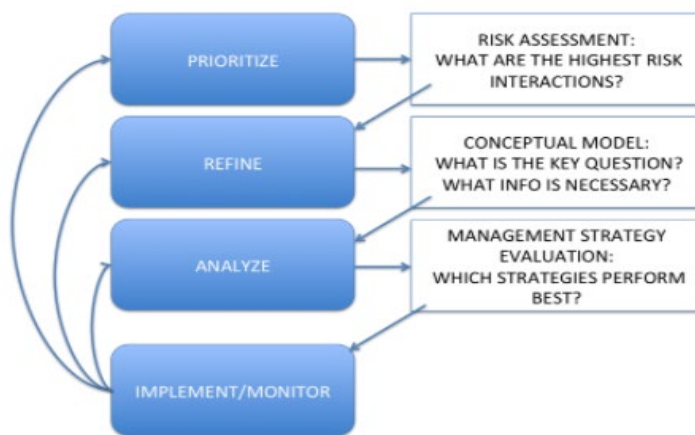 PRIORITIZE
RISK ASSESSMENT:
WHAT ARE THE HIGHEST RISK
INTERACTIONS?
REFINE
CONCEPTUAL MODEL:
WHAT IS THE KEY QUESTION?
WHAT INFO IS NECESSARY?
ANALYZE
MANAGEMENT STRATEGY
EVALUATION:
WHICH STRATEGIES PERFORM
BEST?
IMPLEMENT/MONITOR